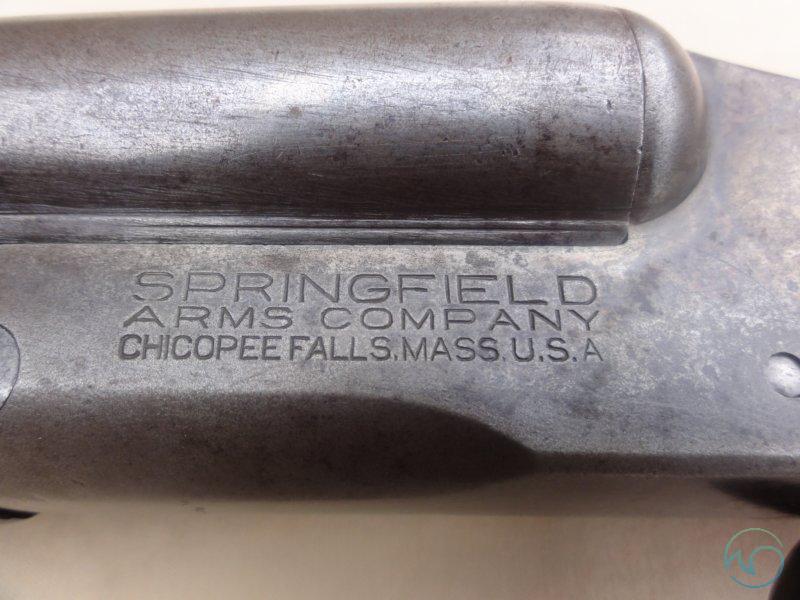 SPRINGFIELD
ARMS COMPANY
CHICOPEE FALLS, MASS. U.S.A